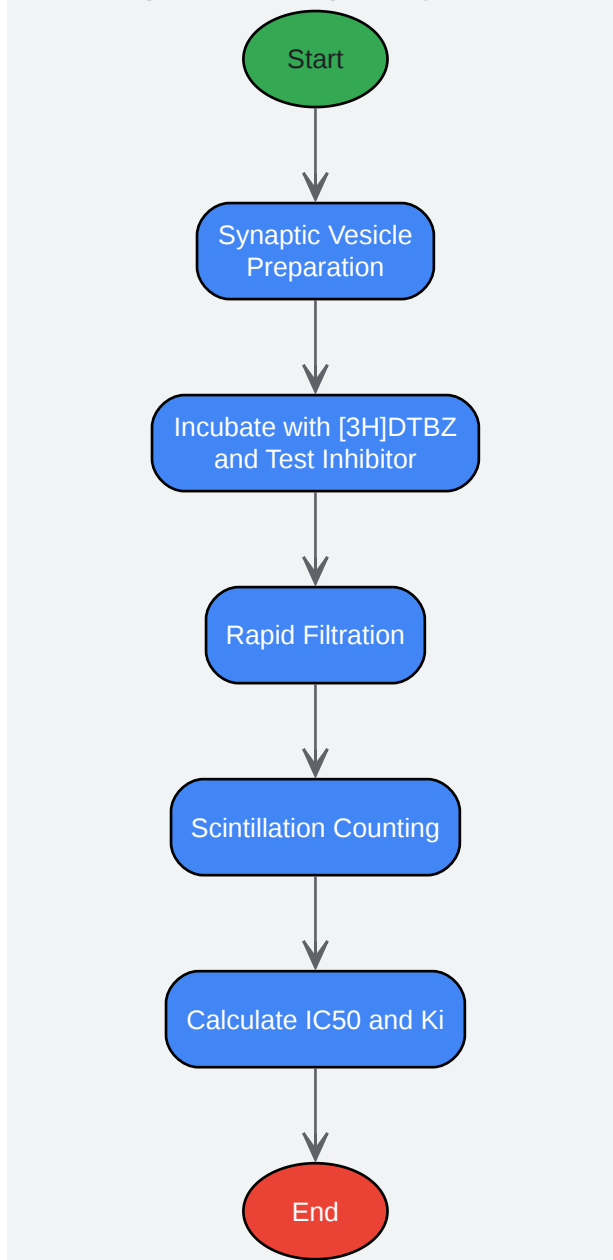 Start
Synaptic Vesicle
Preparation
Incubate with [3H]DTBZ
and Test Inhibitor
Rapid Filtration
Scintillation Counting
Calculate IC50 and Ki
End